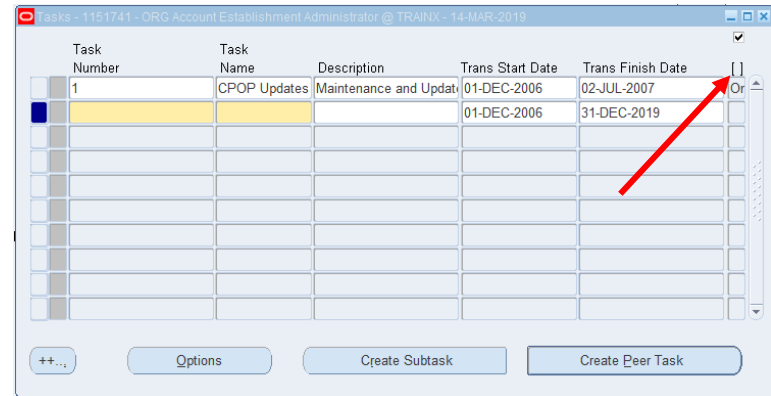 Tasks - 1151741 - ORG Account Establishment Administrator @ TRAINX - 14-MAR-2019
Task Number Task Name Description Trans Start Date Trans Finish Date [ ]
1 CPOP Updates Maintenance and Updat 01-DEC-2006 02-JUL-2007 Or
01-DEC-2006 31-DEC-2019
++.. Options Create Subtask Create Peer Task